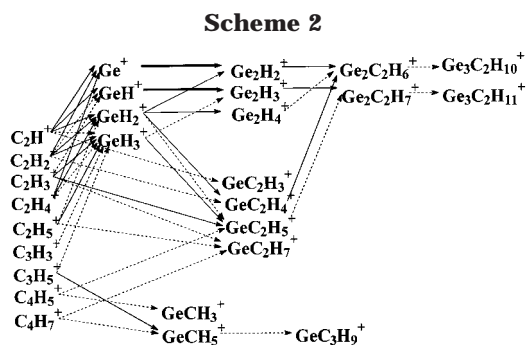 Scheme 2
Ge⁺
GeH⁺
GeH₂⁺
GeH₃⁺
C₂H⁺
C₂H₂⁺
C₂H₃⁺
C₂H₄⁺
C₂H₅⁺
C₃H₃⁺
C₃H₅⁺
C₄H₅⁺
C₄H₇⁺
Ge₂H₂⁺
Ge₂H₃⁺
Ge₂H₄⁺
GeC₂H₃⁺
GeC₂H₄⁺
GeC₂H₅⁺
GeC₂H₇⁺
GeCH₃⁺
GeCH₅⁺
GeC₃H₉⁺
Ge₂C₂H₆⁺
Ge₂C₂H₇⁺
Ge₃C₂H₁₀⁺
Ge₃C₂H₁₁⁺